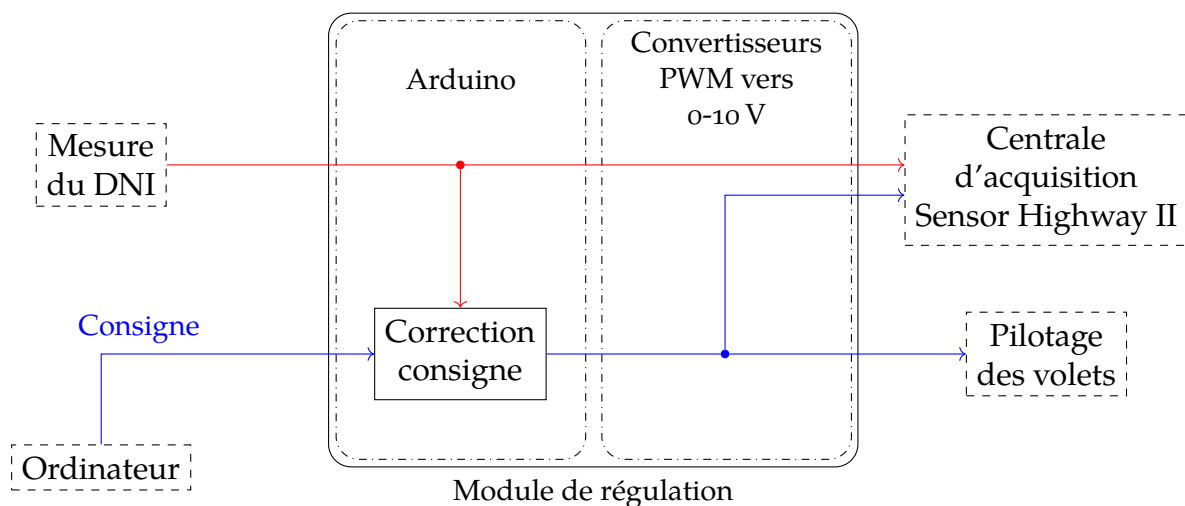 Arduino
Convertisseurs
PWM vers
0-10 V
Mesure
du DNI
Centrale
d'acquisition
Sensor Highway II
Consigne
Correction
consigne
Pilotage
des volets
Ordinateur
Module de régulation